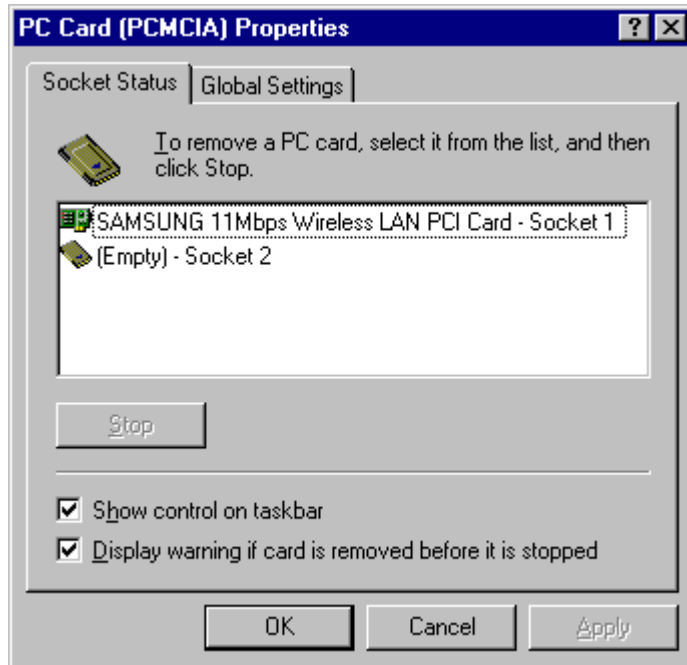 PC Card (PCMCIA) Properties
Socket Status
Global Settings
To remove a PC card, select it from the list, and then
click Stop.
SAMSUNG 11Mbps Wireless LAN PCI Card - Socket 1
(Empty) - Socket 2
Stop
Show control on taskbar
Display warning if card is removed before it is stopped
OK
Cancel
Apply